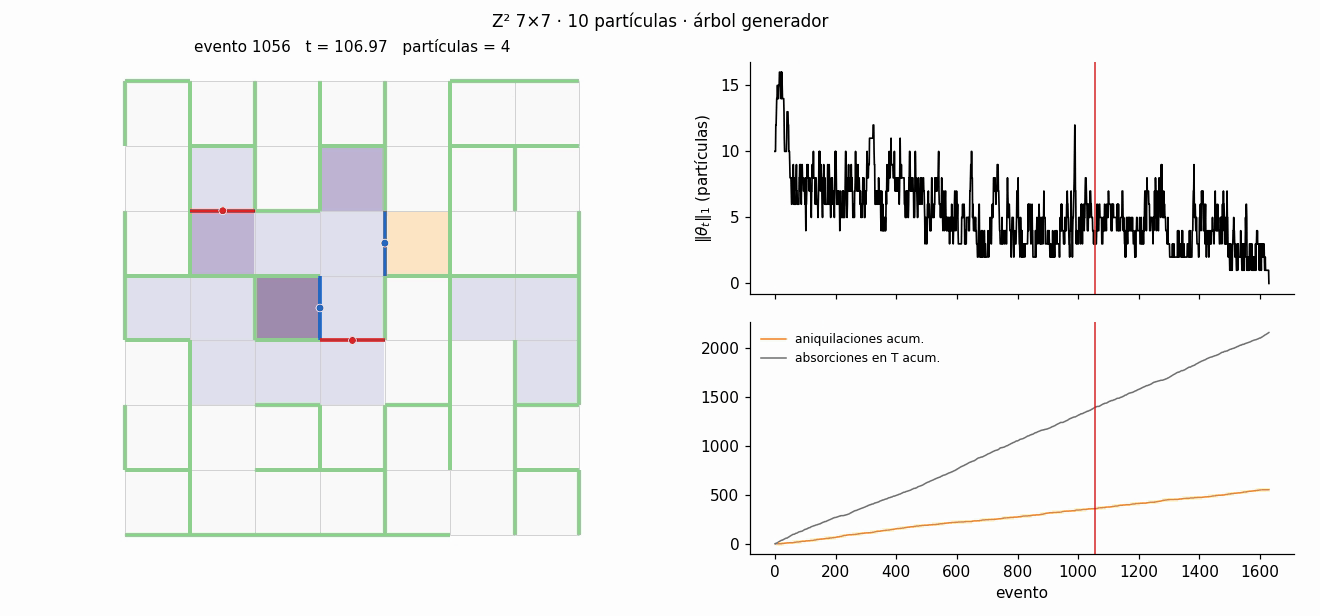 Z² 7×7 · 10 partículas · árbol generador
evento 1056   t = 106.97   partículas = 4
‖θₜ‖₁ (partículas)
15
10
5
0
aniquilaciones acum.
absorciones en T acum.
2000
1500
1000
500
0
0 200 400 600 800 1000 1200 1400 1600
evento